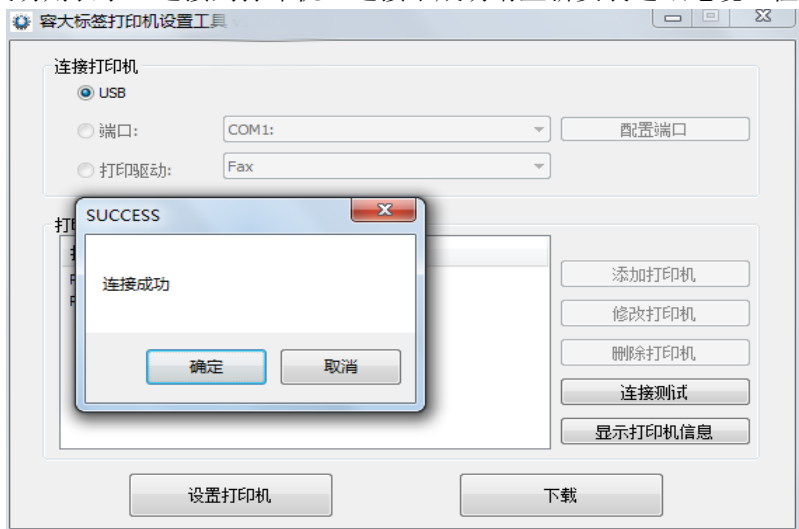 容大标签打印机设置工具
连接打印机
USB
端口:
COM1:
配置端口
打印驱动:
Fax
SUCCESS
连接成功
确定
取消
添加打印机
修改打印机
删除打印机
连接测试
显示打印机信息
设置打印机
下载